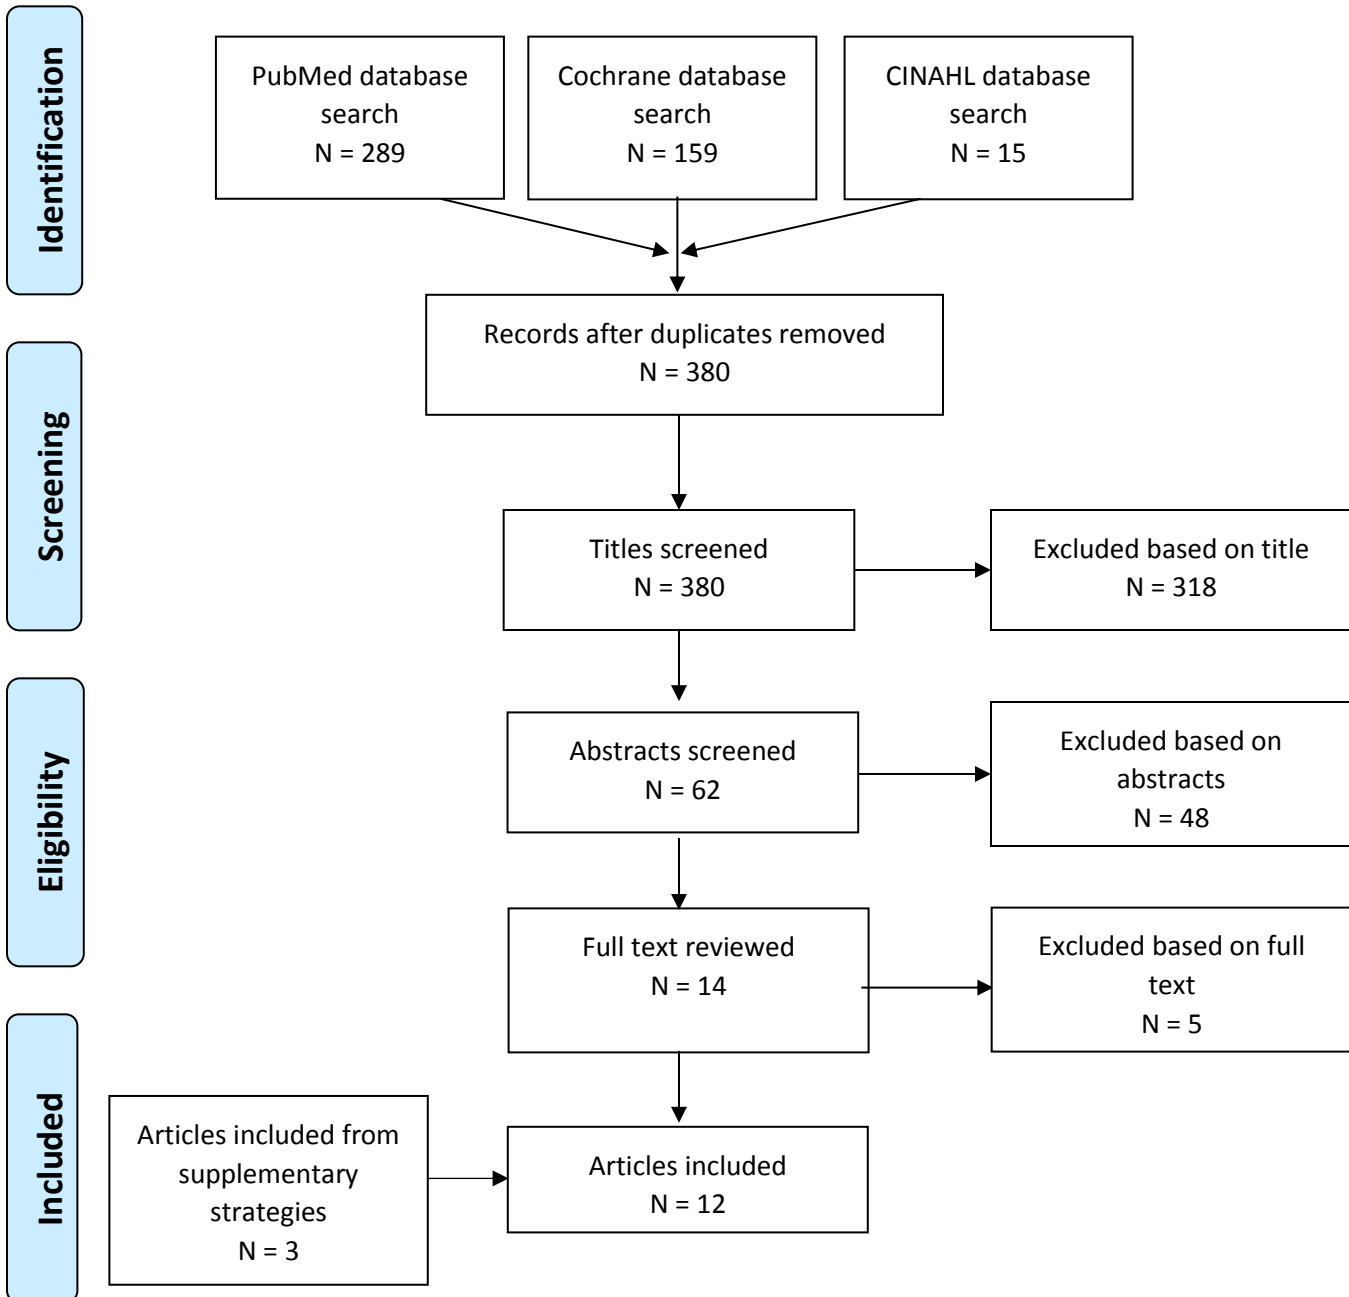 Identification
PubMed database
search
N = 289
Cochrane database
search
N = 159
CINAHL database
search
N = 15
Records after duplicates removed
N = 380
Screening
Titles screened
N = 380
Excluded based on title
N = 318
Eligibility
Abstracts screened
N = 62
Excluded based on
abstracts
N = 48
Full text reviewed
N = 14
Excluded based on full
text
N = 5
Included
Articles included from
supplementary
strategies
N = 3
Articles included
N = 12